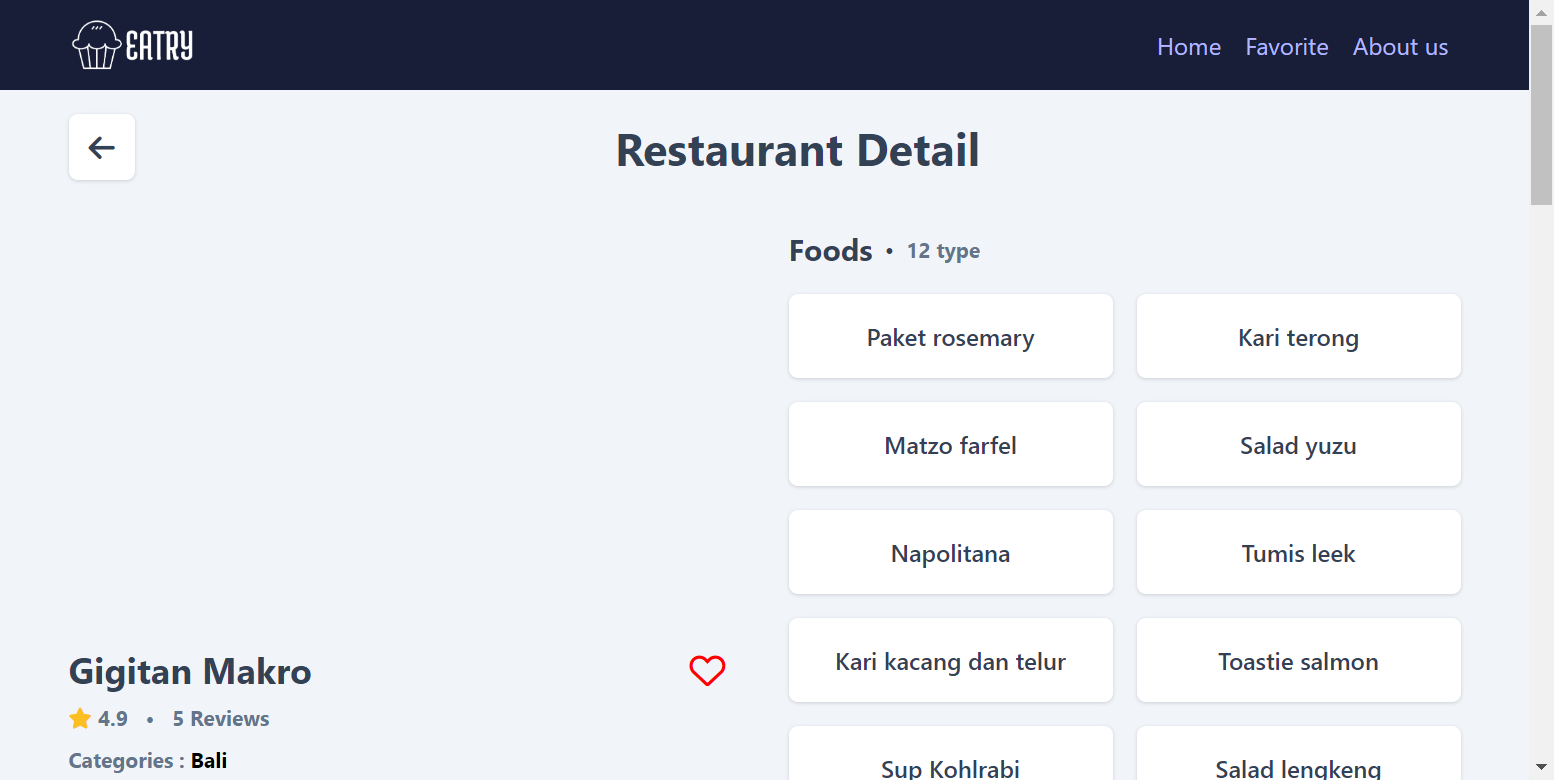 EATRY
Home Favorite About us
Restaurant Detail
Gigitan Makro
4.9 • 5 Reviews
Categories : Bali
Foods • 12 type
Paket rosemary
Kari terong
Matzo farfel
Salad yuzu
Napolitana
Tumis leek
Kari kacang dan telur
Toastie salmon
Sup Kohlrabi
Salad lengkeng